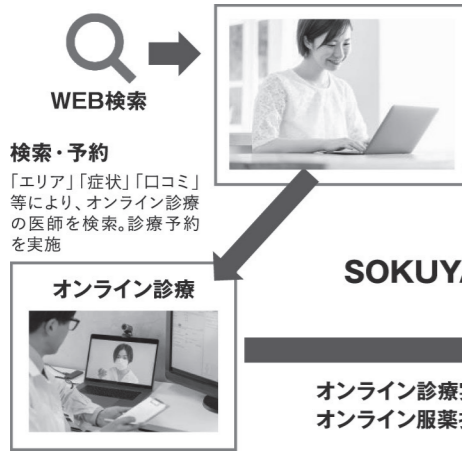 WEB検索
検索・予約
「エリア」「症状」「口コミ」
等により、オンライン診療
の医師を検索。診療予約
を実施
オンライン診療
SOKUYA
オンライン診療
オンライン服薬